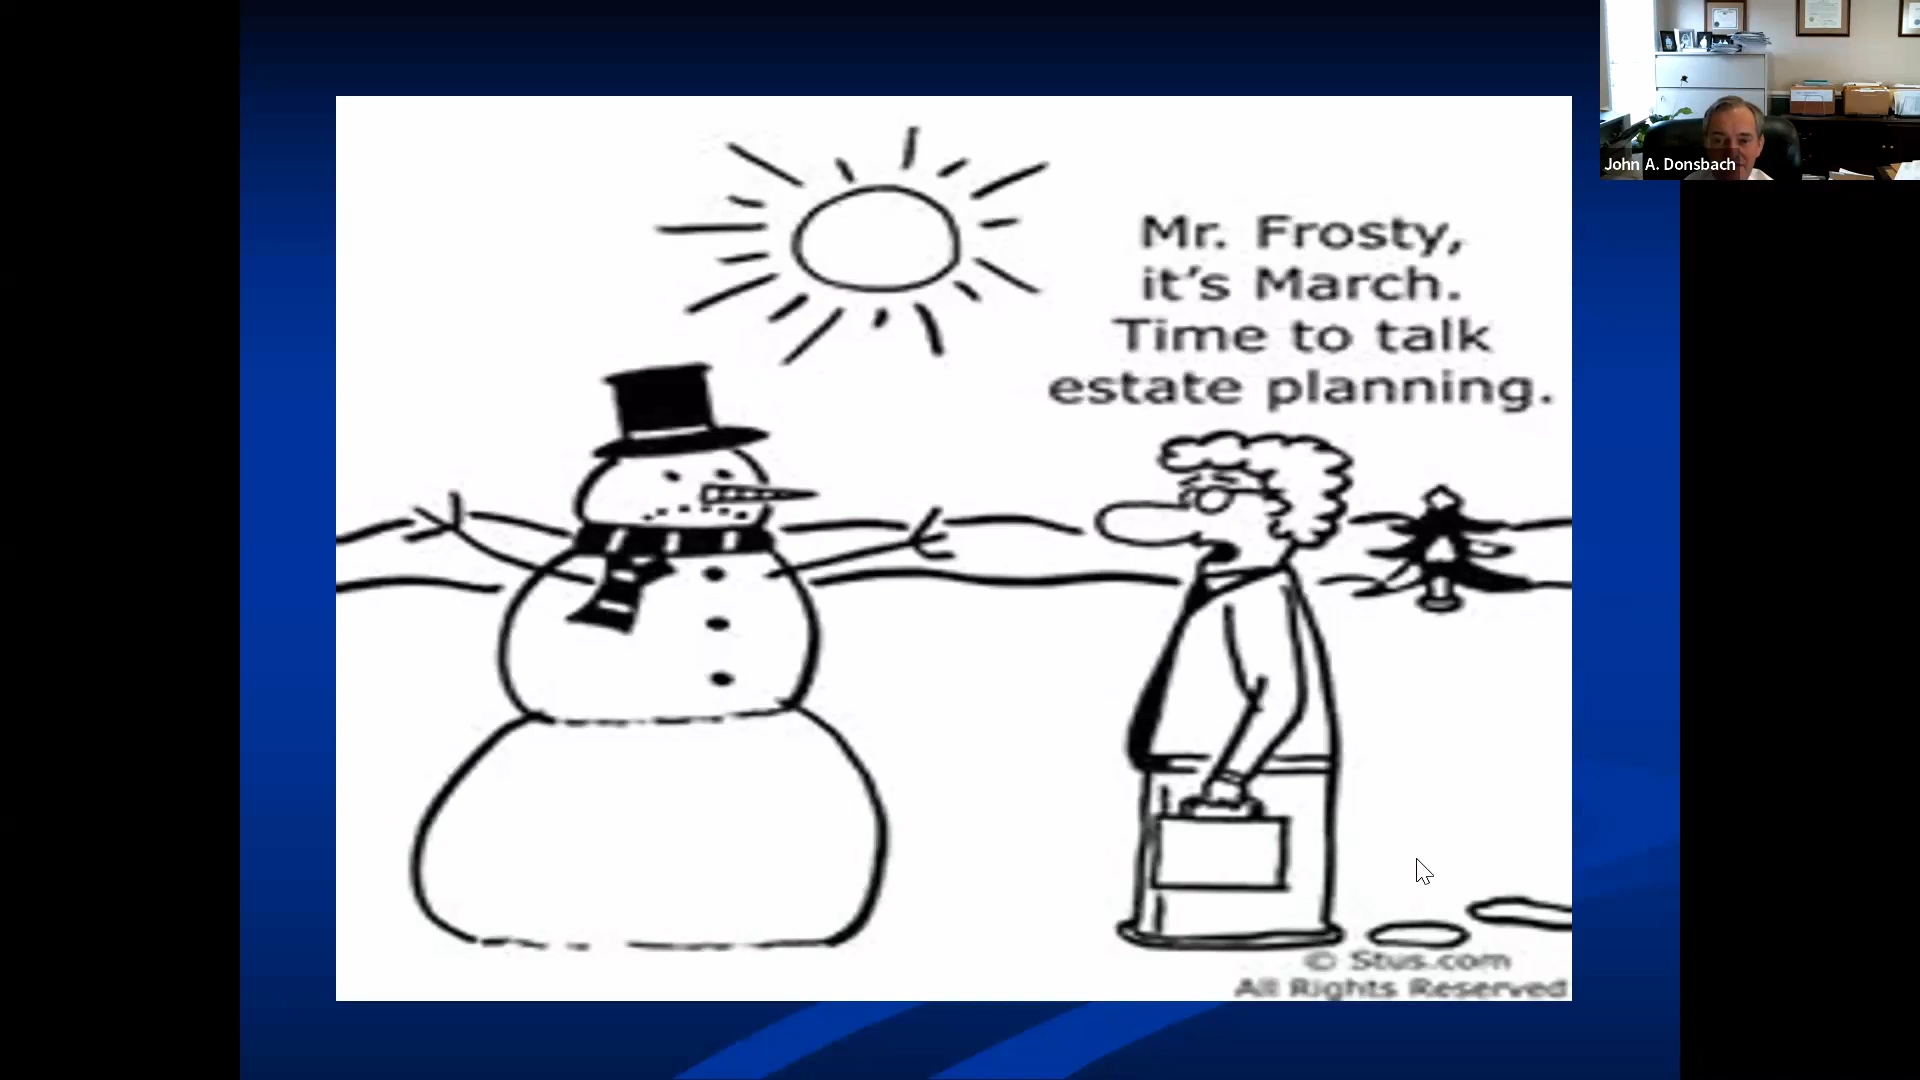 Mr. Frosty,
it's March.
Time to talk
estate planning.
© Stus.com
All Rights Reserved
John A. Donsbach